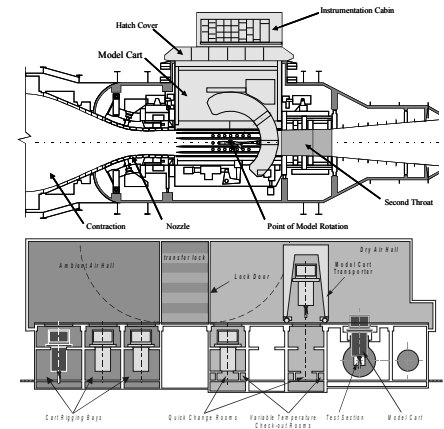 Instrumentation Cabin
Hatch Cover
Model Cart
Second Throat
Contraction
Nozzle
Point of Model Rotation
Ambient Air Hall
transfer lock
Lock Door
Dry Air Hall
Model Cart
Transporter
Cart Rigging Bays
Quick Change Rooms
Variable Temperature
Check-out Rooms
Test Section
Model Cart